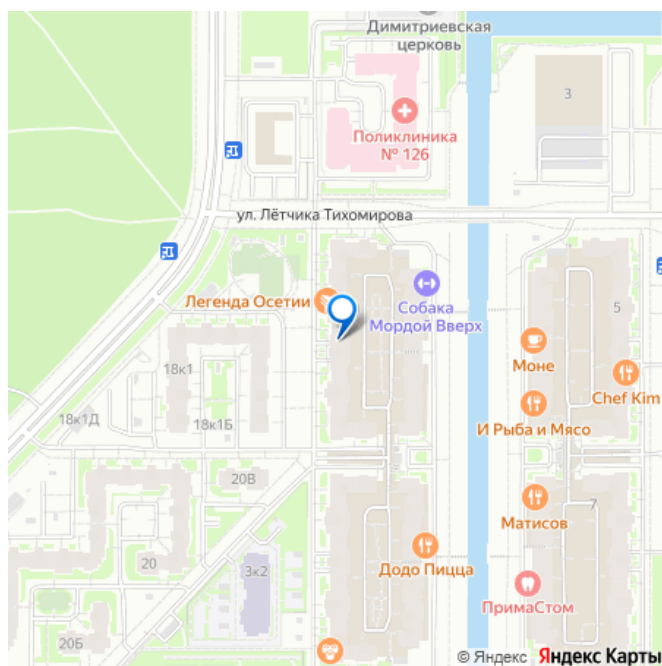 Димитриевская
церковь
3
Поликлиника
№ 126
ул. Лётчика Тихомирова
Легенда Осетии
Собака
Мордой Вверх
5
Моне
18к1
Chef Kim
18к1Д
18к1Б
И Рыба и Мясо
20В
Матисов
7
20
3к2
Додо Пицца
ПримаСтом
20Б
© Яндекс Яндекс Карты